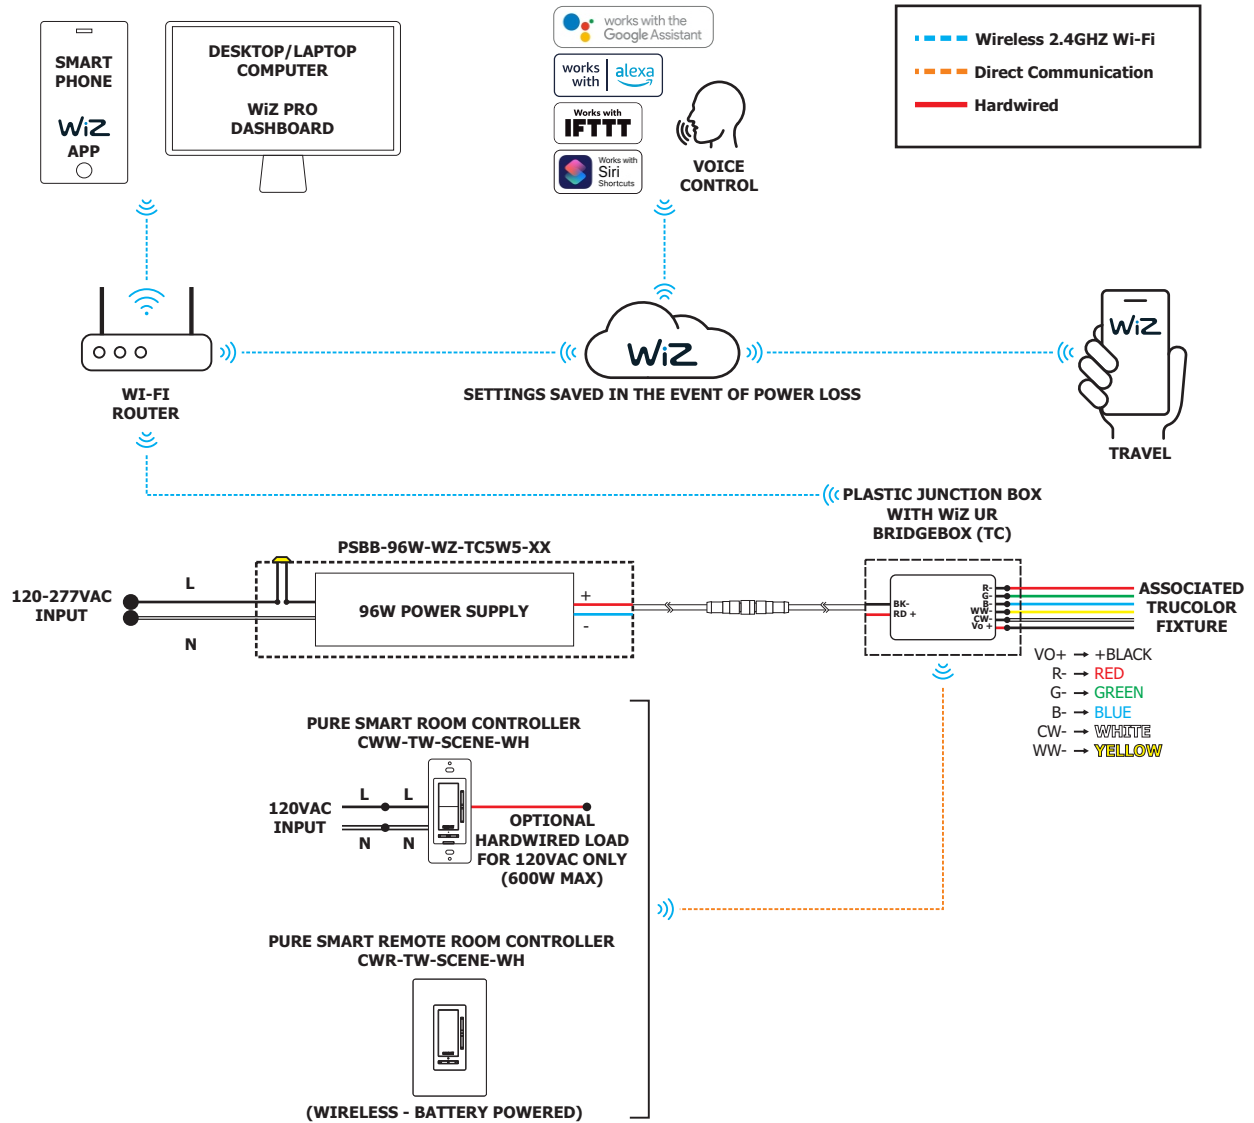 SMART
PHONE
WiZ
APP
DESKTOP/LAPTOP
COMPUTER
WiZ PRO
DASHBOARD
works with the
Google Assistant
works
with
alexa
Works with
IFTTT
Works with
Siri
Shortcuts
VOICE
CONTROL
Wireless 2.4GHZ Wi-Fi
Direct Communication
Hardwired
WI-FI
ROUTER
WiZ
SETTINGS SAVED IN THE EVENT OF POWER LOSS
WiZ
TRAVEL
PLASTIC JUNCTION BOX
WITH WiZ UR
BRIDGEBOX (TC)
PSBB-96W-WZ-TC5W5-XX
120-277VAC
INPUT
L
N
96W POWER SUPPLY
+
-
BK-
RD +
R-
G-
B-
WW-
CW-
Vo +
ASSOCIATED
TRUCOLOR
FIXTURE
VO+ → +BLACK
R- → RED
G- → GREEN
B- → BLUE
CW- → WHITE
WW- → YELLOW
PURE SMART ROOM CONTROLLER
CWW-TW-SCENE-WH
120VAC
INPUT
L L
N N
OPTIONAL
HARDWIRED LOAD
FOR 120VAC ONLY
(600W MAX)
PURE SMART REMOTE ROOM CONTROLLER
CWR-TW-SCENE-WH
(WIRELESS - BATTERY POWERED)